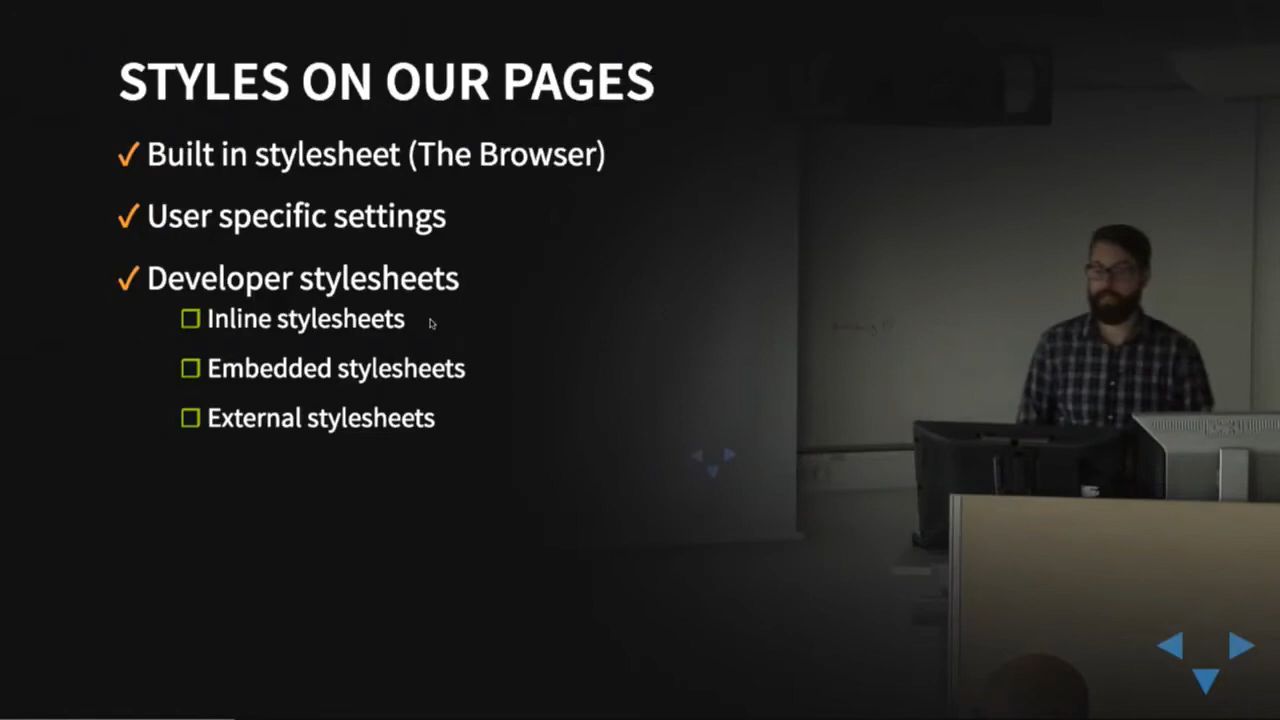 STYLES ON OUR PAGES
✓ Built in stylesheet (The Browser)
✓ User specific settings
✓ Developer stylesheets
☐ Inline stylesheets
☐ Embedded stylesheets
☐ External stylesheets